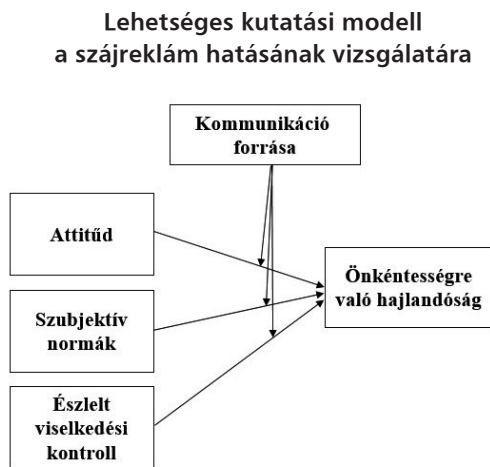 Lehetséges kutatási modell
a szájreklám hatásának vizsgálatára
Kommunikáció
forrása
Attitűd
Szubjektív
normák
Észlelt
viselkedési
kontroll
Önkéntességre
való hajlandóság